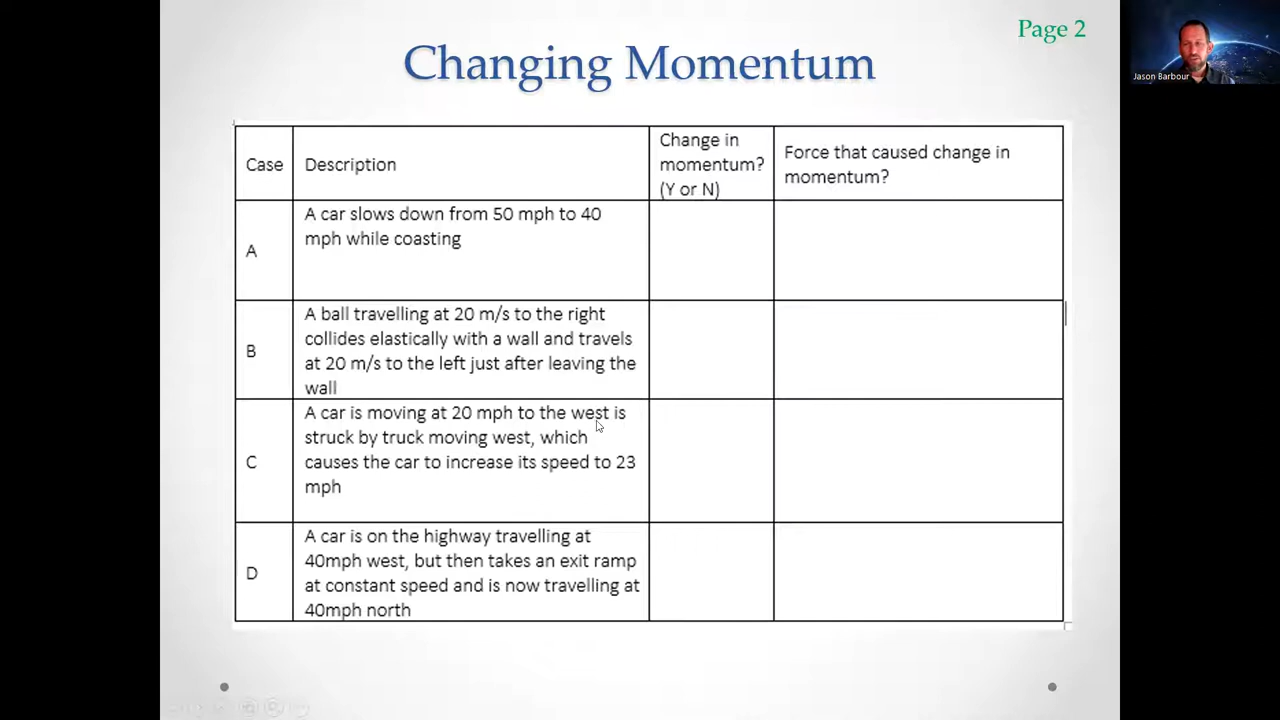 Page 2
Jason Barbour
Changing Momentum
Case
Description
Change in
momentum?
(Y or N)
Force that caused change in
momentum?
A
A car slows down from 50 mph to 40
mph while coasting
B
A ball travelling at 20 m/s to the right
collides elastically with a wall and travels
at 20 m/s to the left just after leaving the
wall
C
A car is moving at 20 mph to the west is
struck by truck moving west, which
causes the car to increase its speed to 23
mph
D
A car is on the highway travelling at
40mph west, but then takes an exit ramp
at constant speed and is now travelling at
40mph north